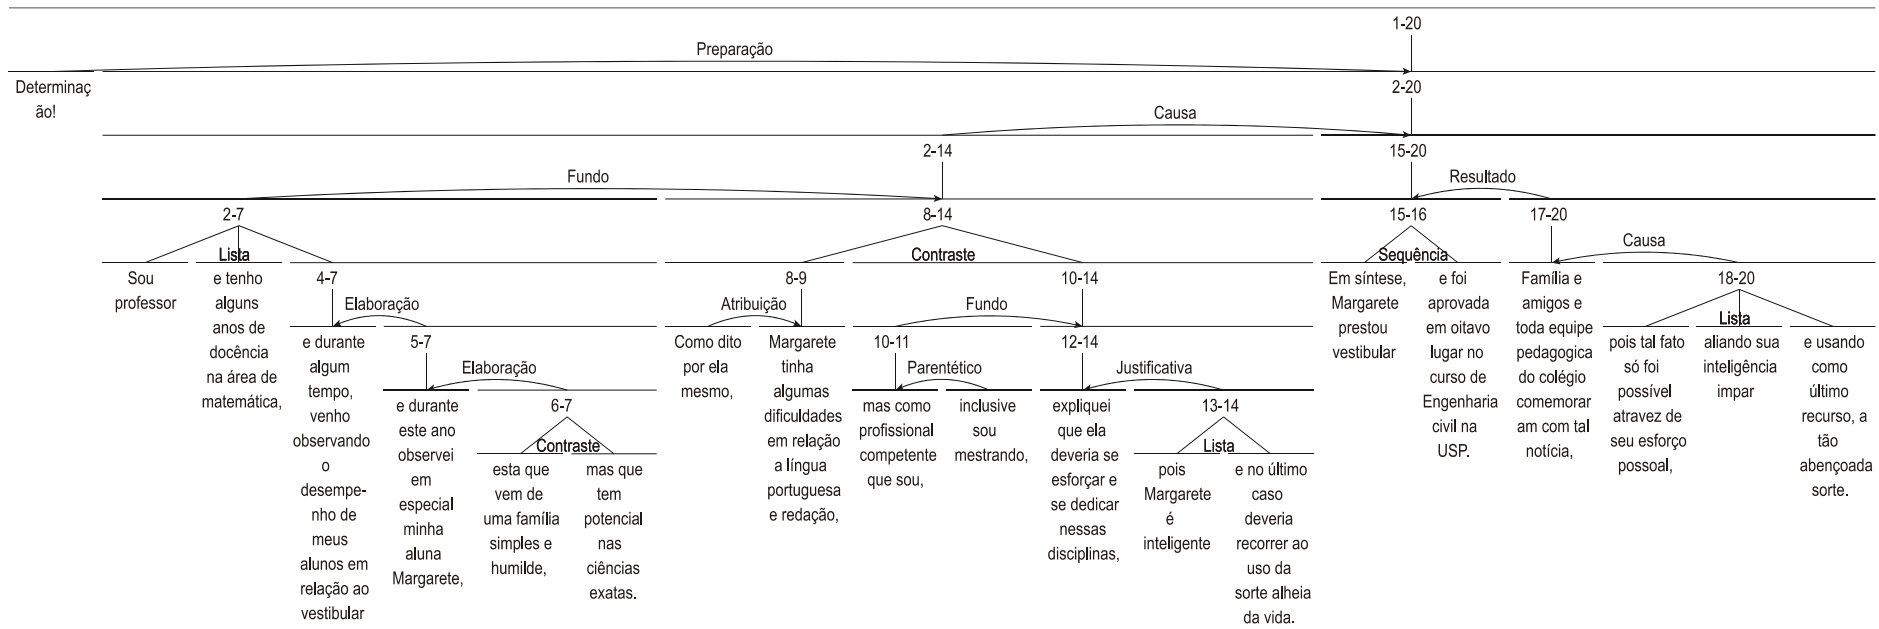 1-20
Preparação
Determinaç
ão!
2-20
Causa
2-14
15-20
Fundo
Resultado
2-7
8-14
15-16
17-20
Lista
Contraste
Sequência
Causa
Sou
professor
e tenho
alguns
anos de
docência
na área de
matemática,
4-7
8-9
10-14
Em síntese,
Margarete
prestou
vestibular
e foi
aprovada
em oitavo
lugar no
curso de
Engenharia
civil na
USP.
Família e
amigos e
toda equipe
pedagogica
do colégio
comemorar
am com tal
notícia,
18-20
Elaboração
Atribuição
Fundo
Lista
e durante
algum
tempo,
venho
observando
o
desempe-
nho de
meus
alunos em
relação ao
vestibular
5-7
Como dito
por ela
mesmo,
Margarete
tinha
algumas
dificuldades
em relação
a língua
portuguesa
e redação,
10-11
12-14
pois tal fato
só foi
possível
atravez de
seu esforço
possoal,
aliando sua
inteligência
impar
e usando
como
último
recurso, a
tão
abençoada
sorte.
Elaboração
Parentético
Justificativa
e durante
este ano
observei
em
especial
minha
aluna
Margarete,
6-7
mas como
profissional
competente
que sou,
inclusive
sou
mestrando,
expliquei
que ela
deveria se
esforçar e
se dedicar
nessas
disciplinas,
13-14
Contraste
Lista
esta que
vem de
uma família
simples e
humilde,
mas que
tem
potencial
nas
ciências
exatas.
pois
Margarete
é
inteligente
e no último
caso
deveria
recorrer ao
uso da
sorte alheia
da vida.